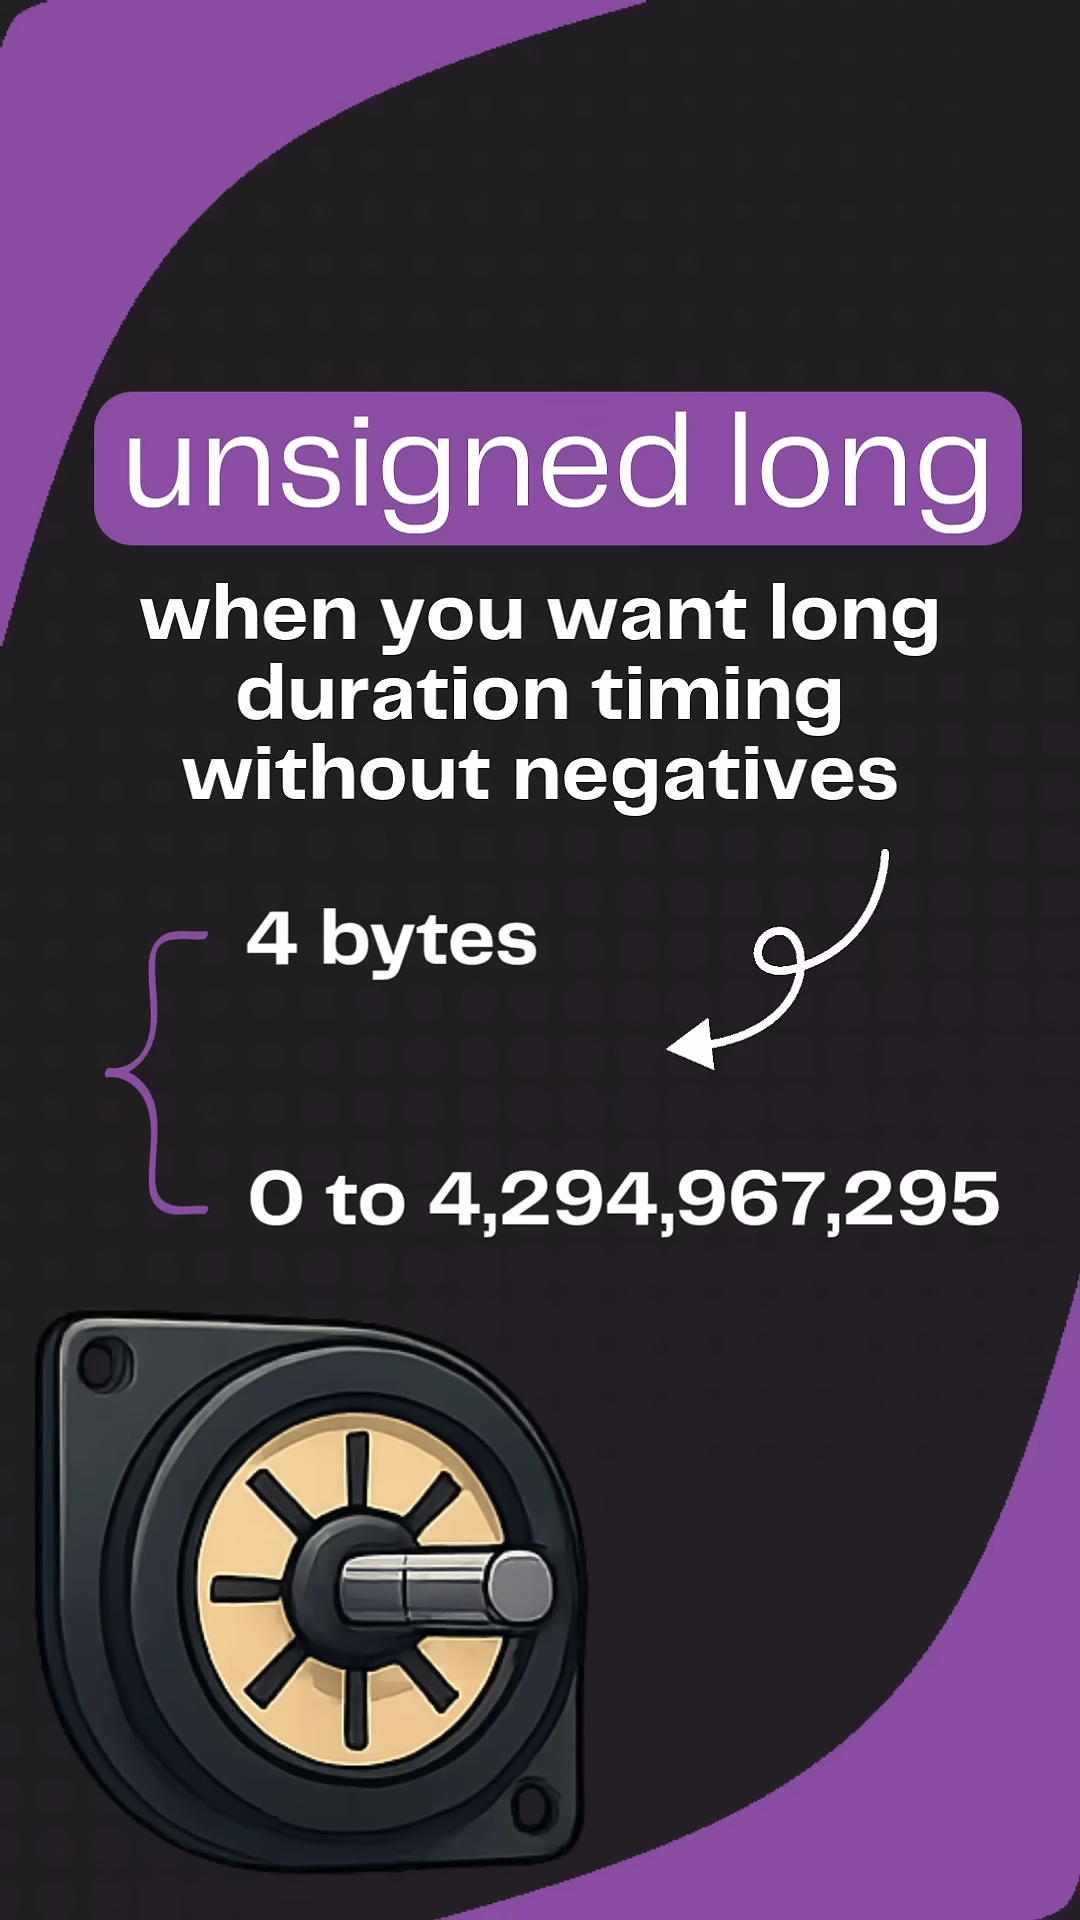 unsigned long
when you want long
duration timing
without negatives
4 bytes
0 to 4,294,967,295